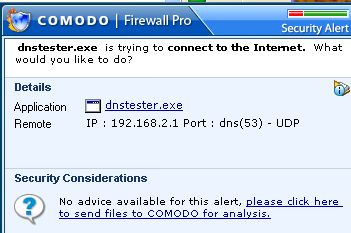 COMODO Firewall Pro
Security Alert
dnstester.exe is trying to connect to the Internet. What
would you like to do?
Details
Application dnstester.exe
Remote IP : 192.168.2.1 Port : dns(53) - UDP
Security Considerations
No advice available for this alert, please click here
to send files to COMODO for analysis.